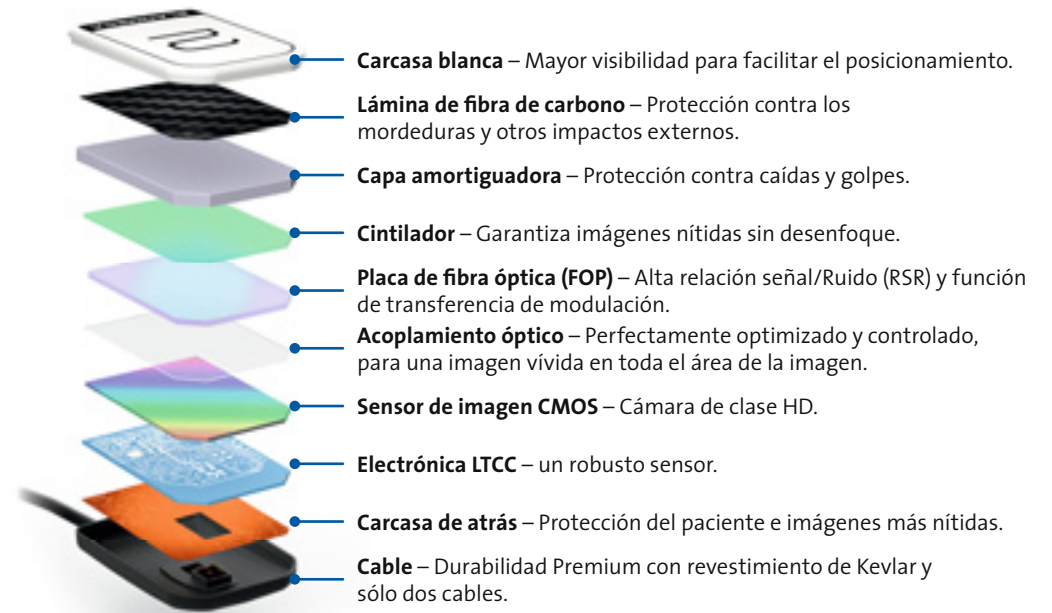 Carcasa blanca – Mayor visibilidad para facilitar el posicionamiento.
Lámina de fibra de carbono – Protección contra los
mordeduras y otros impactos externos.
Capa amortiguadora – Protección contra caídas y golpes.
Cintilador – Garantiza imágenes nítidas sin desenfoque.
Placa de fibra óptica (FOP) – Alta relación señal/Ruido (RSR) y función
de transferencia de modulación.
Acoplamiento óptico – Perfectamente optimizado y controlado,
para una imagen vívida en toda el área de la imagen.
Sensor de imagen CMOS – Cámara de clase HD.
Electrónica LTCC – un robusto sensor.
Carcasa de atrás – Protección del paciente e imágenes más nítidas.
Cable – Durabilidad Premium con revestimiento de Kevlar y
sólo dos cables.